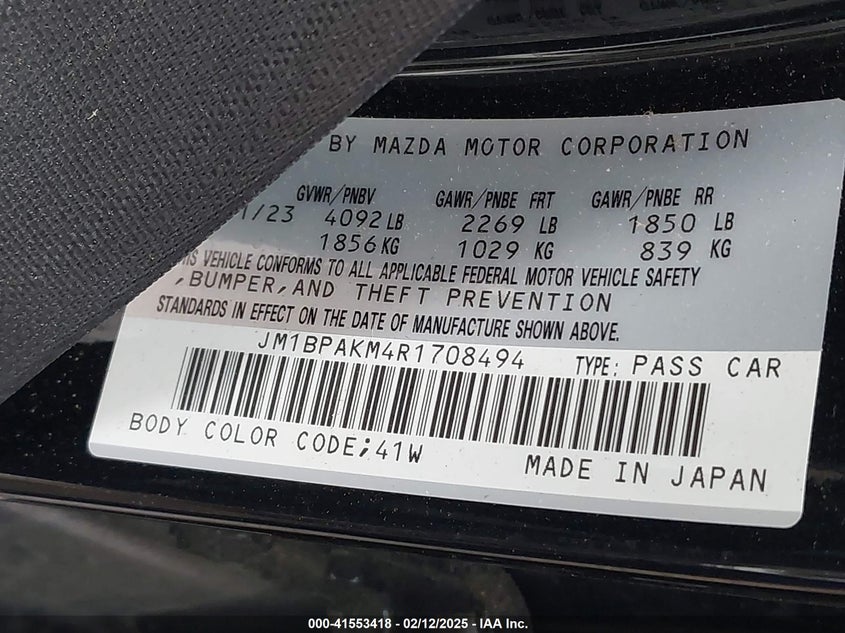 BY MAZDA MOTOR CORPORATION
GVWR/PNBV GAWR/PNBE FRT GAWR/PNBE RR
/23 4092 LB 2269 LB 1850 LB
1856 KG 1029 KG 839 KG
VEHICLE CONFORMS TO ALL APPLICABLE FEDERAL MOTOR VEHICLE SAFETY
,BUMPER,AND THEFT PREVENTION
STANDARDS IN EFFECT ON THE DATE OF MANUFACTURE SHOWN ABOVE.
JM1BPAKM4R1708494 TYPE: PASS CAR
BODY COLOR CODE;41W
MADE IN JAPAN
000-41553418 - 02/12/2025 - IAA Inc.